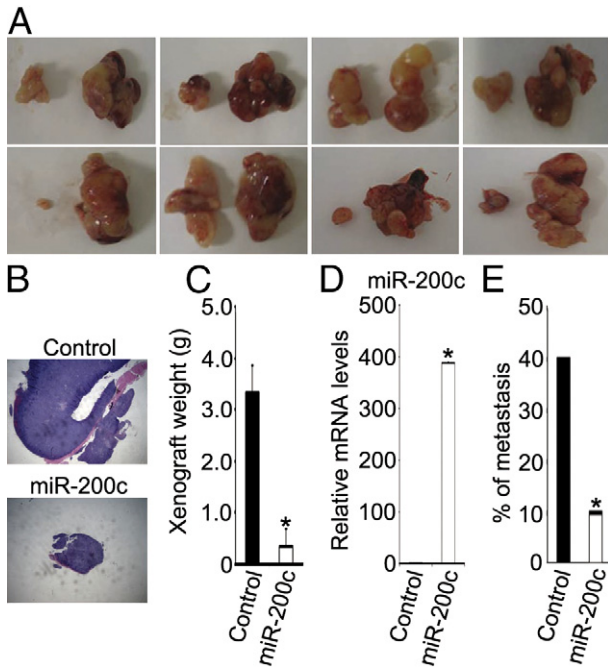 A
B
Control
miR-200c
C
Xenograft weight (g)
5.0
4.0
3.0
2.0
1.0
0
*
Control
miR-200c
D
miR-200c
Relative mRNA levels
500
400
300
200
100
0
*
Control
miR-200c
E
% of metastasis
50
40
30
20
10
0
*
Control
miR-200c